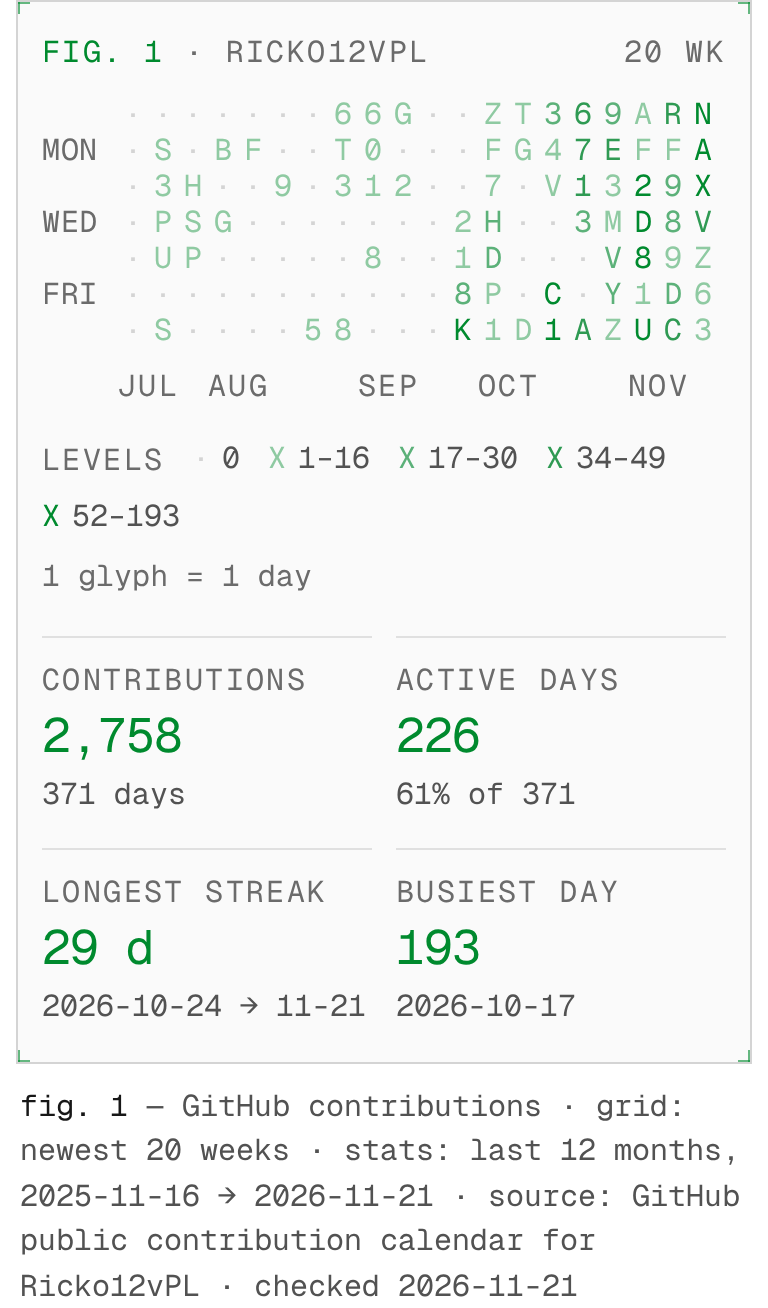 FIG. 1 · RICKO12VPL 20 WK
· · · · · · · 6 6 G · · Z T 3 6 9 A R N
MON · S · B F · · T 0 · · · F G 4 7 E F F A
· 3 H · · 9 · 3 1 2 · · 7 · V 1 3 2 9 X
WED · P S G · · · · · · · 2 H · · 3 M D 8 V
· U P · · · · · 8 · · 1 D · · · V 8 9 Z
FRI · · · · · · · · · · · 8 P · C · Y 1 D 6
· S · · · · 5 8 · · · K 1 D 1 A Z U C 3
JUL AUG SEP OCT NOV
LEVELS · 0 X 1–16 X 17–30 X 34–49
X 52–193
1 glyph = 1 day
CONTRIBUTIONS ACTIVE DAYS
2,758 226
371 days 61% of 371
LONGEST STREAK BUSIEST DAY
29 d 193
2026-10-24 → 11-21 2026-10-17
fig. 1 — GitHub contributions · grid:
newest 20 weeks · stats: last 12 months,
2025-11-16 → 2026-11-21 · source: GitHub
public contribution calendar for
Ricko12vPL · checked 2026-11-21